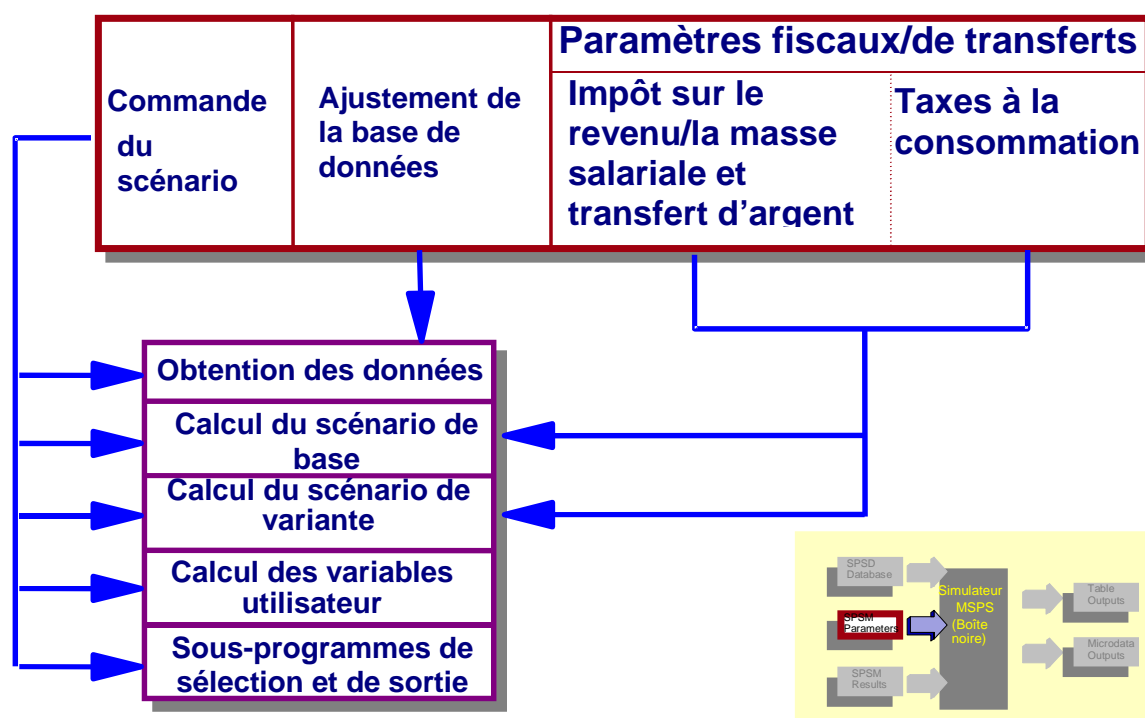 Paramètres fiscaux/de transferts
Commande
du
scénario
Ajustement de
la base de
données
Impôt sur le
revenu/la masse
salariale et
transfert d'argent
Taxes à la
consommation
Obtention des données
Calcul du scénario de
base
Calcul du scénario de
variante
Calcul des variables
utilisateur
Sous-programmes de
sélection et de sortie
SPSD
Database
SPSM
Parameters
SPSM
Results
Simulateur
MSPS
(Boîte
noire)
Table
Outputs
Microdata
Outputs